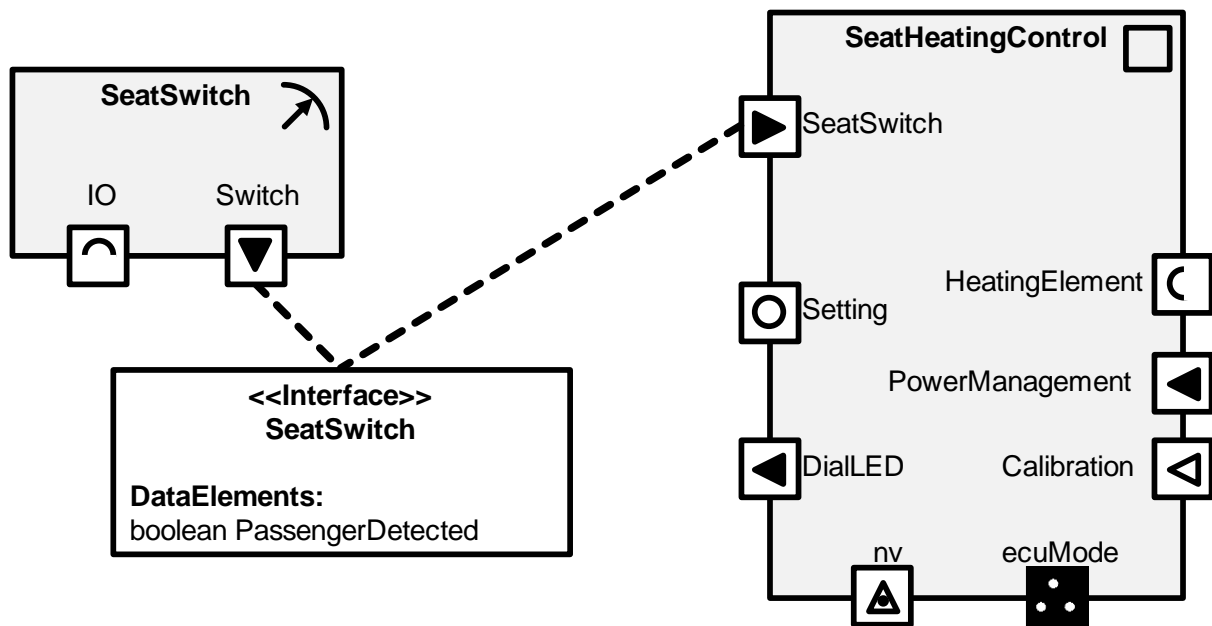 SeatSwitch
IO
Switch
<<Interface>>
SeatSwitch
DataElements:
boolean PassengerDetected
SeatHeatingControl
SeatSwitch
Setting
DialLED
HeatingElement
PowerManagement
Calibration
nv
ecuMode